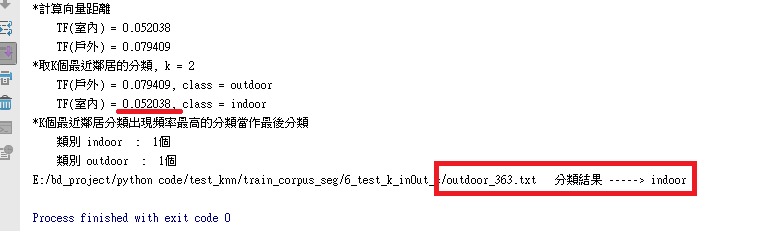 *計算向量距離
TF(室內) = 0.052038
TF(戶外) = 0.079409
*取K個最近鄰居的分類, k = 2
TF(戶外) = 0.079409, class = outdoor
TF(室內) = 0.052038, class = indoor
*K個最近鄰居分類出現頻率最高的分類當作最後分類
類別 indoor : 1個
類別 outdoor : 1個
E:/bd_project/python code/test_knn/train_corpus_seg/6_test_k_inOut_/outdoor_363.txt 分類結果 -----> indoor
Process finished with exit code 0